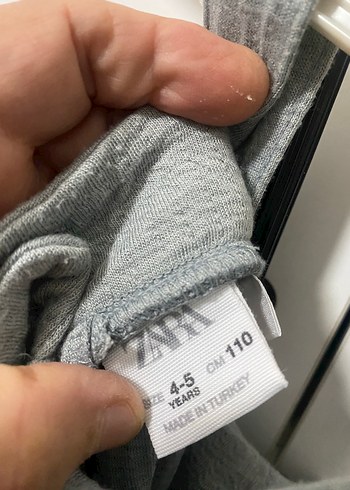 ZARA
SIZE 4-5 CM 110
YEARS
MADE IN TURKEY